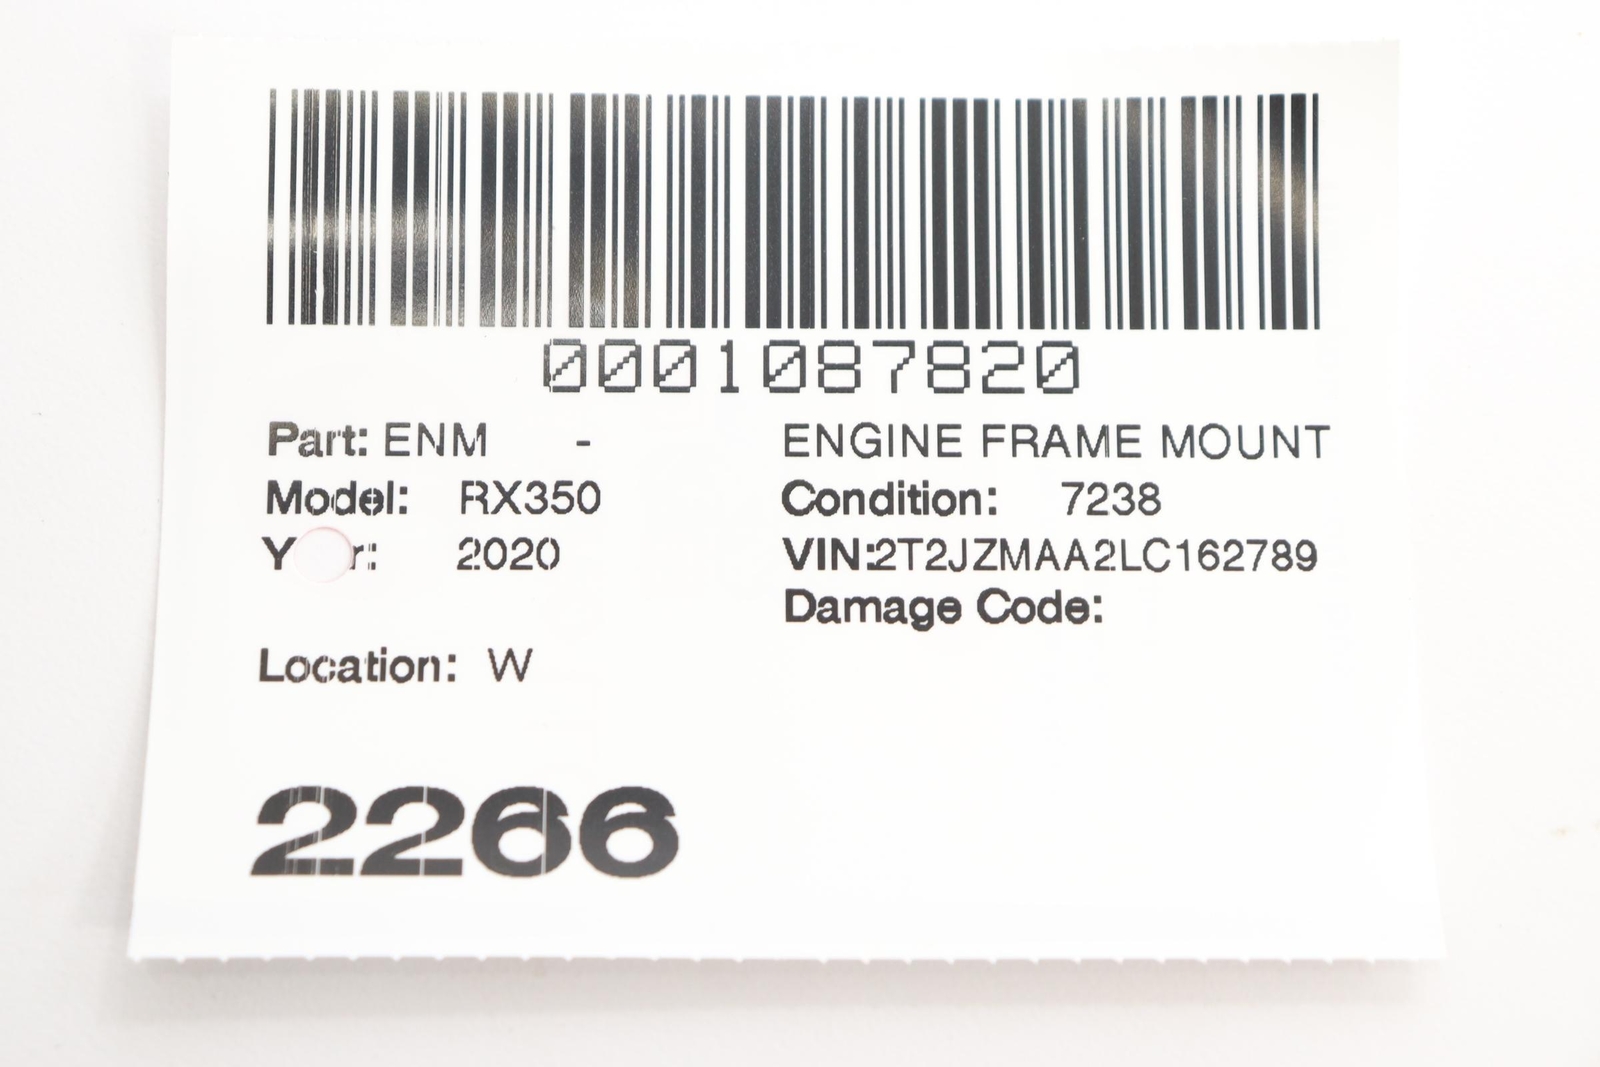 0001087820
Part: ENM - ENGINE FRAME MOUNT
Model: RX350 Condition: 7238
Y r: 2020 VIN:2T2JZMAA2LC162789
Damage Code:
Location: W
2266